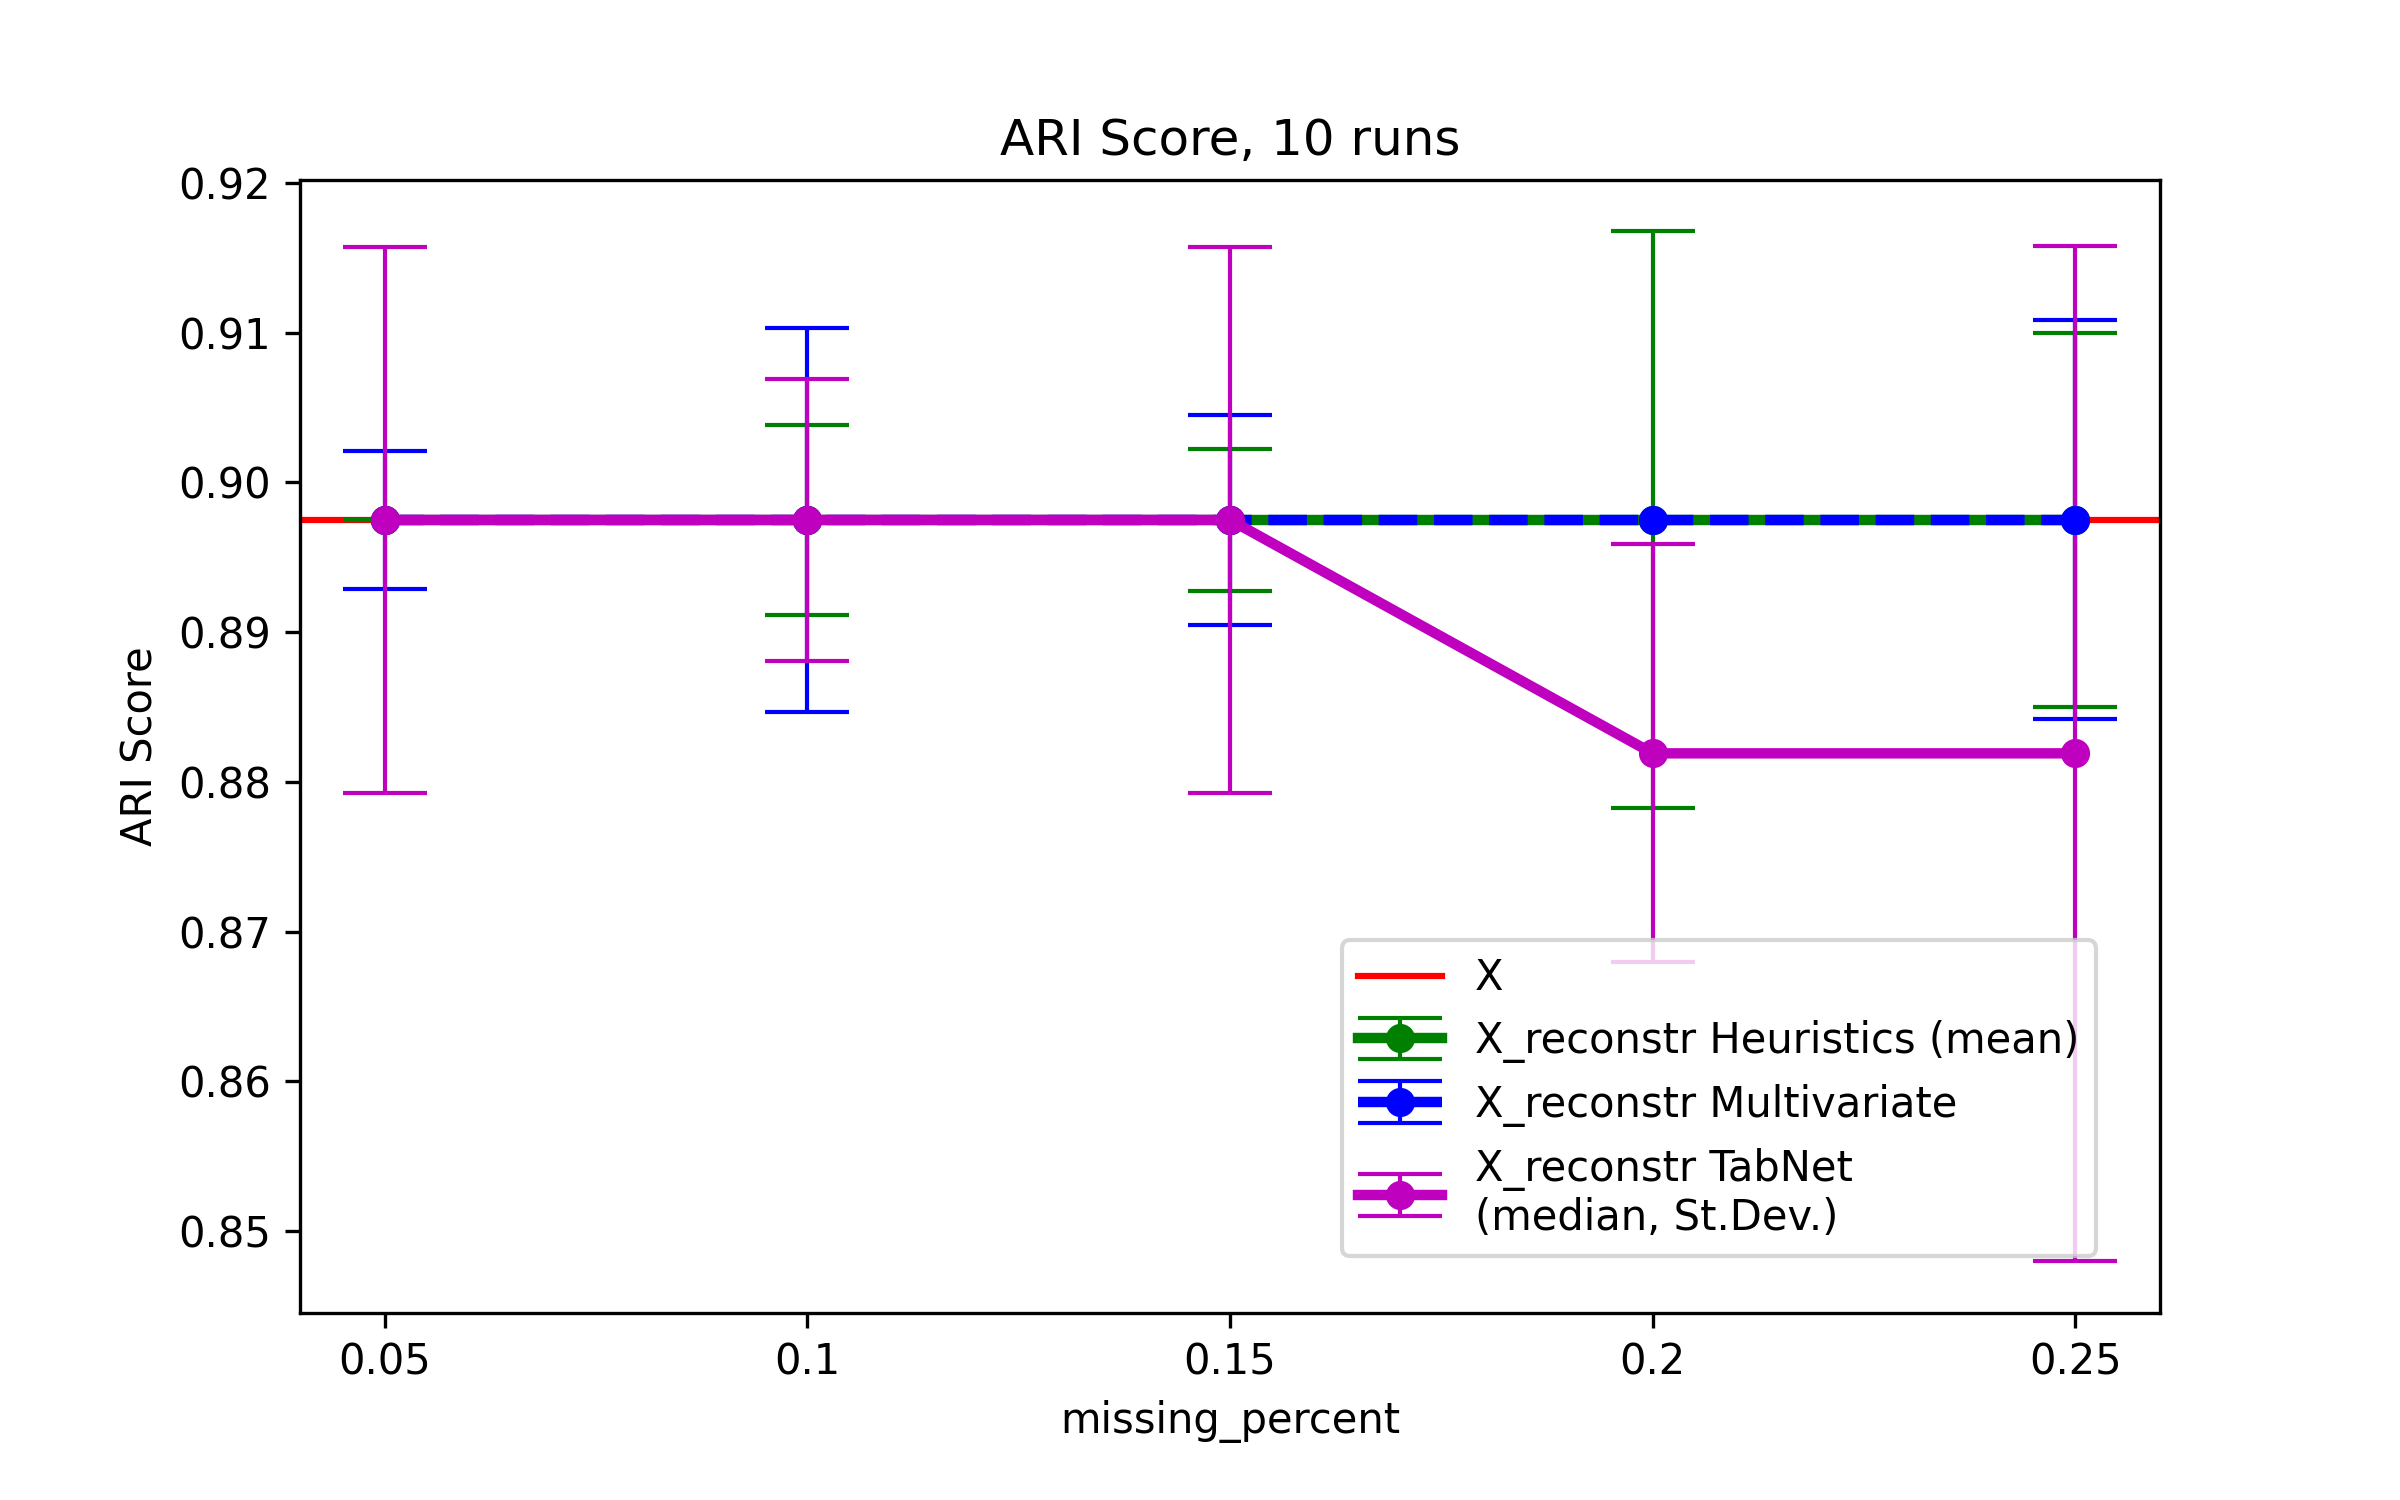 ARI Score, 10 runs
0.92
0.91
0.90
0.89
0.88
0.87
0.86
0.85
ARI Score
X
X_reconstr Heuristics (mean)
X_reconstr Multivariate
X_reconstr TabNet
(median, St.Dev.)
0.05
0.1
0.15
0.2
0.25
missing_percent